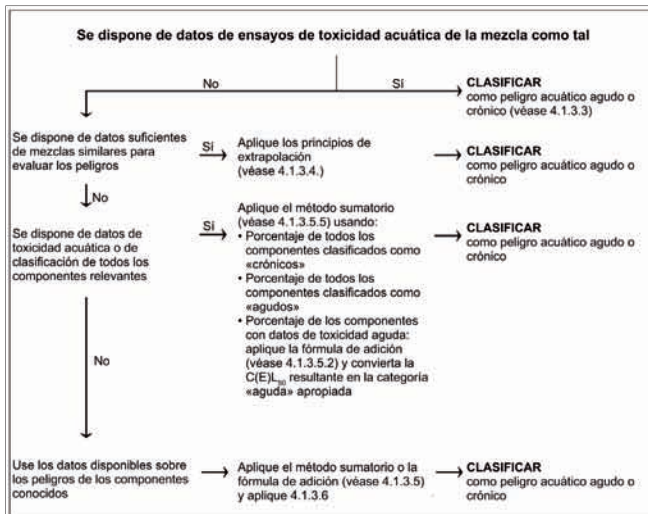 Se dispone de datos de ensayos de toxicidad acuática de la mezcla como tal
No
Sí
CLASIFICAR
como peligro acuático agudo o
crónico (véase 4.1.3.3)
Se dispone de datos suficientes
de mezclas similares para
evaluar los peligros
Sí
Aplique los principios de
extrapolación
(véase 4.1.3.4.)
CLASIFICAR
como peligro acuático agudo o
crónico
No
Se dispone de datos de
toxicidad acuática o de
clasificación de todos los
componentes relevantes
Sí
Aplique el método sumatorio
(véase 4.1.3.5.5) usando:
• Porcentaje de todos los
componentes clasificados como
«crónicos»
• Porcentaje de todos los
componentes clasificados como
«agudos»
• Porcentaje de los componentes
con datos de toxicidad aguda:
aplique la fórmula de adición
(véase 4.1.3.5.2) y convierta la
C(E)L50 resultante en la categoría
«aguda» apropiada
CLASIFICAR
como peligro acuático agudo o
crónico
No
Use los datos disponibles sobre
los peligros de los componentes
conocidos
Aplique el método sumatorio o la
fórmula de adición (véase 4.1.3.5)
y aplique 4.1.3.6
CLASIFICAR
como peligro acuático agudo o
crónico